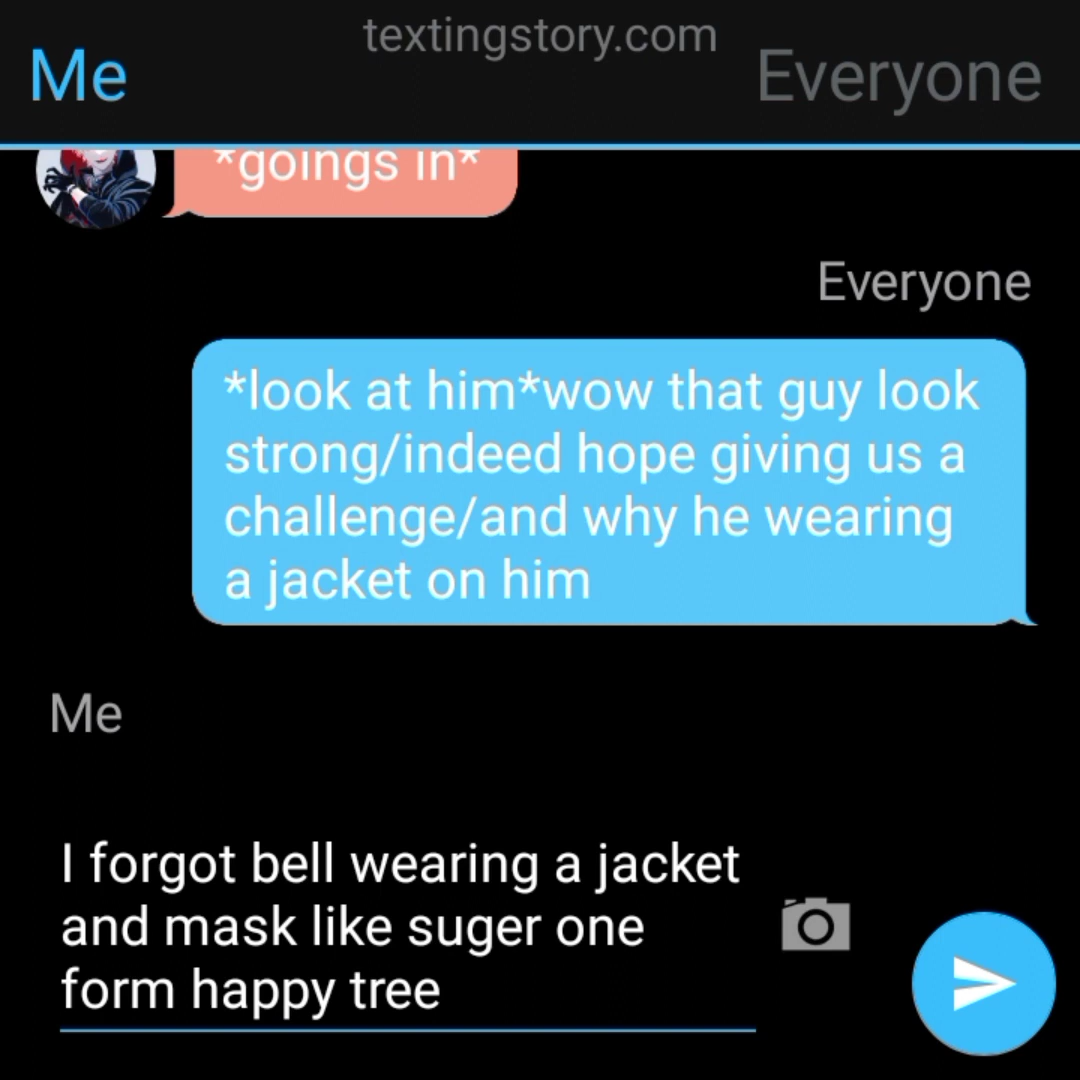 textingstory.com
Me
Everyone
*goings in*
Everyone
*look at him*wow that guy look
strong/indeed hope giving us a
challenge/and why he wearing
a jacket on him
Me
I forgot bell wearing a jacket
and mask like suger one
form happy tree